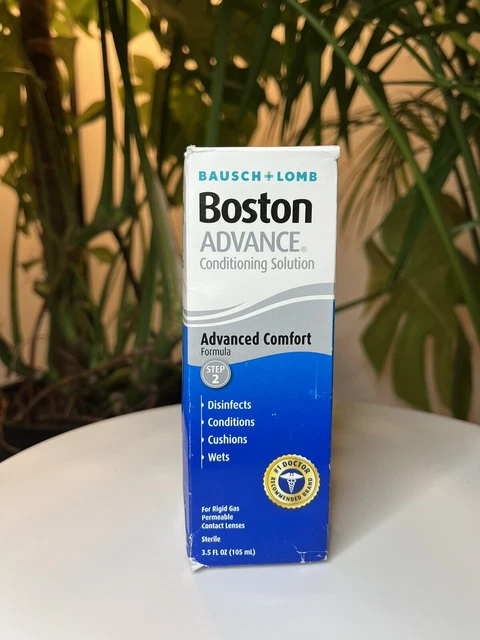 BAUSCH + LOMB
Boston
ADVANCE®
Conditioning Solution
Advanced Comfort
Formula
STEP
2
Disinfects
Conditions
Cushions
Wets
#1 DOCTOR
RECOMMENDED BRAND
For Rigid Gas
Permeable
Contact Lenses
Sterile
3.5 FL OZ (105 mL)